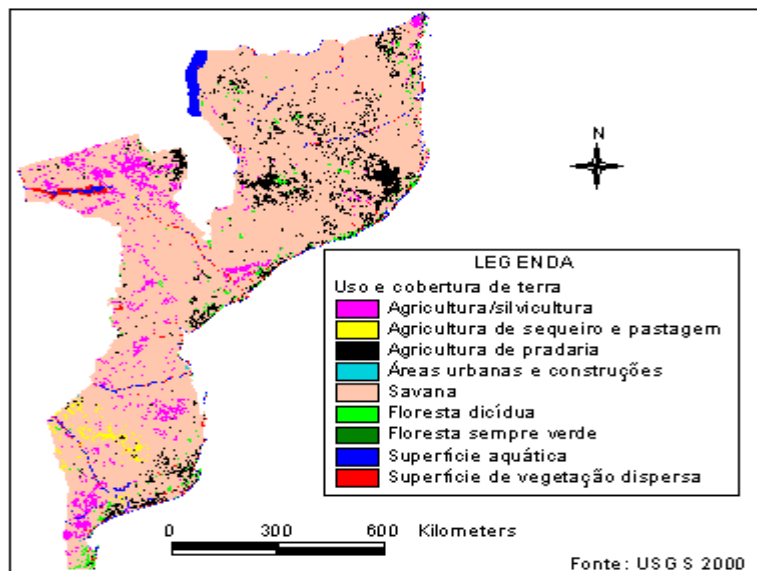 N
LEGENDA
Uso e cobertura de terra
Agricultura/silvicultura
Agricultura de sequeiro e pastagem
Agricultura de pradaria
Áreas urbanas e construções
Savana
Floresta dicídua
Floresta sempre verde
Superfície aquática
Superfície de vegetação dispersa
0 300 600 Kilometers
Fonte: USGS 2000